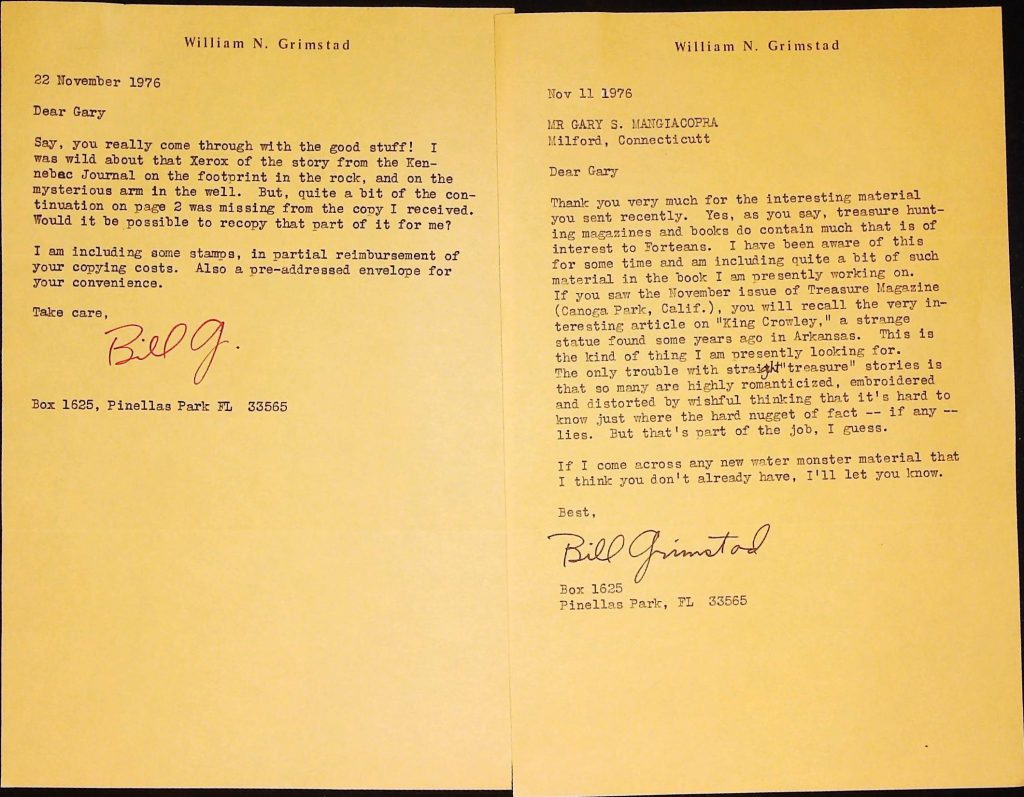 William N. Grimstad
22 November 1976
Dear Gary
Say, you really come through with the good stuff! I
was wild about that Xerox of the story from the Ken-
nebac Journal on the footprint in the rock, and on the
mysterious arm in the well. But, quite a bit of the con-
tinuation on page 2 was missing from the copy I received.
Would it be possible to recopy that part of it for me?
I am including some stamps, in partial reimbursement of
your copying costs. Also a pre-addressed envelope for
your convenience.
Take care,
Bill G.
Box 1625, Pinellas Park FL 33565
William N. Grimstad
Nov 11 1976
MR GARY S. MANGIACOPRA
Milford, Connecticutt
Dear Gary
Thank you very much for the interesting material
you sent recently. Yes, as you say, treasure hunt-
ing magazines and books do contain much that is of
interest to Forteans. I have been aware of this
for some time and am including quite a bit of such
material in the book I am presently working on.
If you saw the November issue of Treasure Magazine
(Canoga Park, Calif.), you will recall the very in-
teresting article on "King Crowley," a strange
statue found some years ago in Arkansas. This is
the kind of thing I am presently looking for.
The only trouble with straight "treasure" stories is
that so many are highly romanticized, embroidered
and distorted by wishful thinking that it's hard to
know just where the hard nugget of fact -- if any --
lies. But that's part of the job, I guess.
If I come across any new water monster material that
I think you don't already have, I'll let you know.
Best,
Bill Grimstad
Box 1625
Pinellas Park, FL 33565